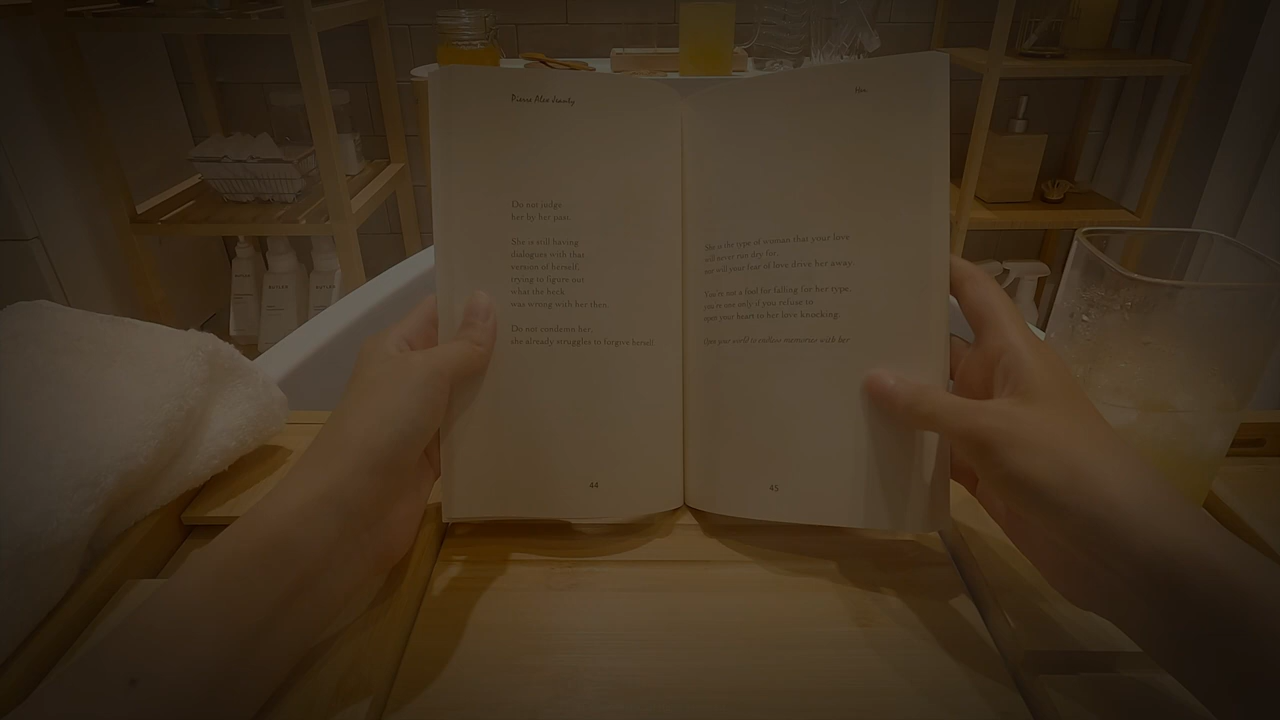 Pierre Alex Jeanty
Do not judge
her by her past.
She is still having
dialogues with that
version of herself,
trying to figure out
what the heck
was wrong with her then.
Do not condemn her,
she already struggles to forgive herself.
44
Her
She is the type of woman that your love
will never run dry for,
nor will your fear of love drive her away.
You're not a fool for falling for her type,
you're one only if you refuse to
open your heart to her love knocking.
Open your world to endless memories with her
45